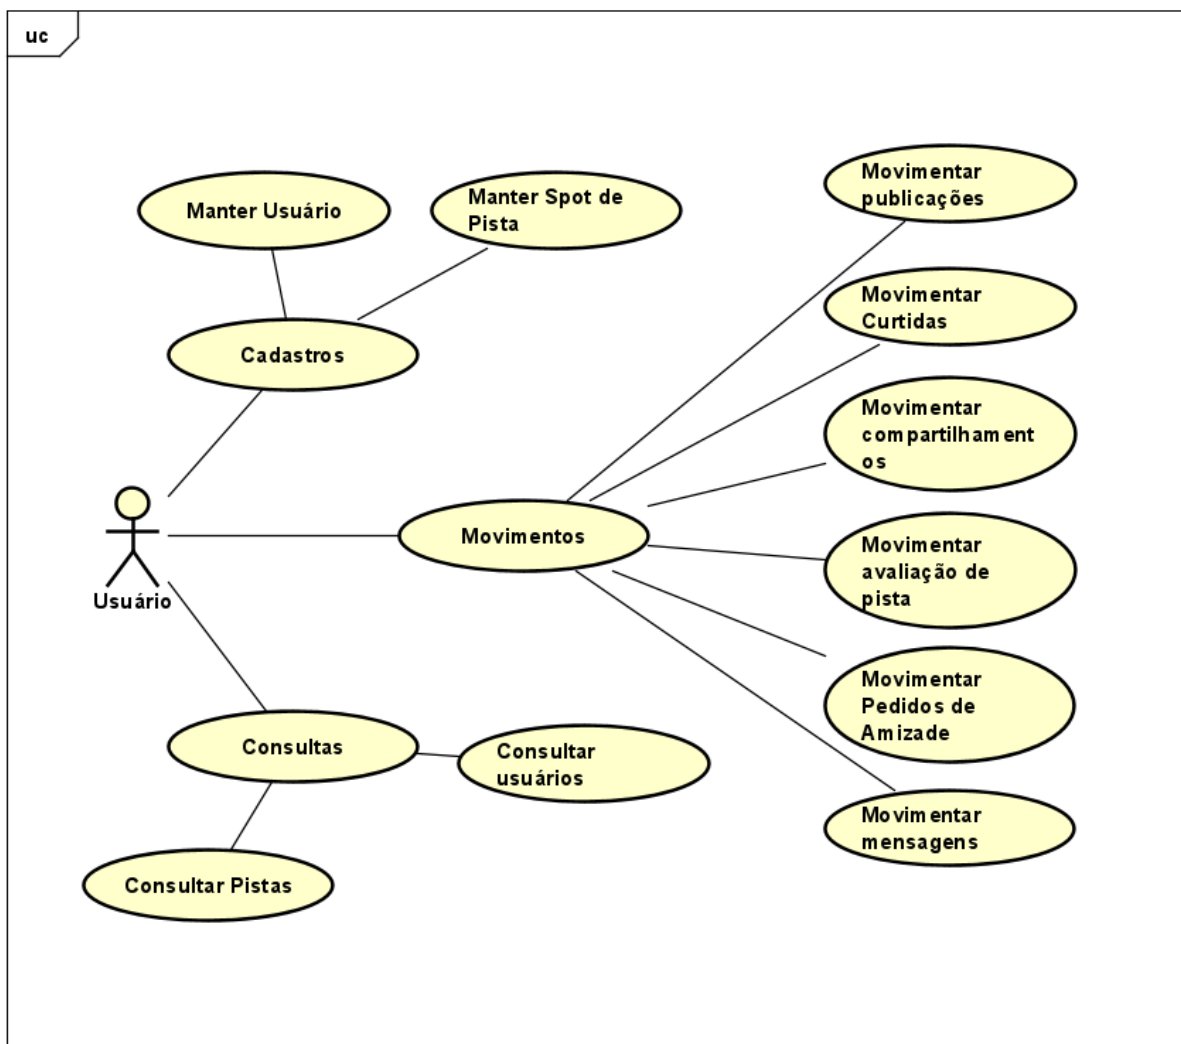 uc
Manter Usuário
Manter Spot de
Pista
Cadastros
Usuário
Movimentos
Consultas
Consultar
usuários
Consultar Pistas
Movimentar
publicações
Movimentar
Curtidas
Movimentar
compartilhament
os
Movimentar
avaliação de
pista
Movimentar
Pedidos de
Amizade
Movimentar
mensagens